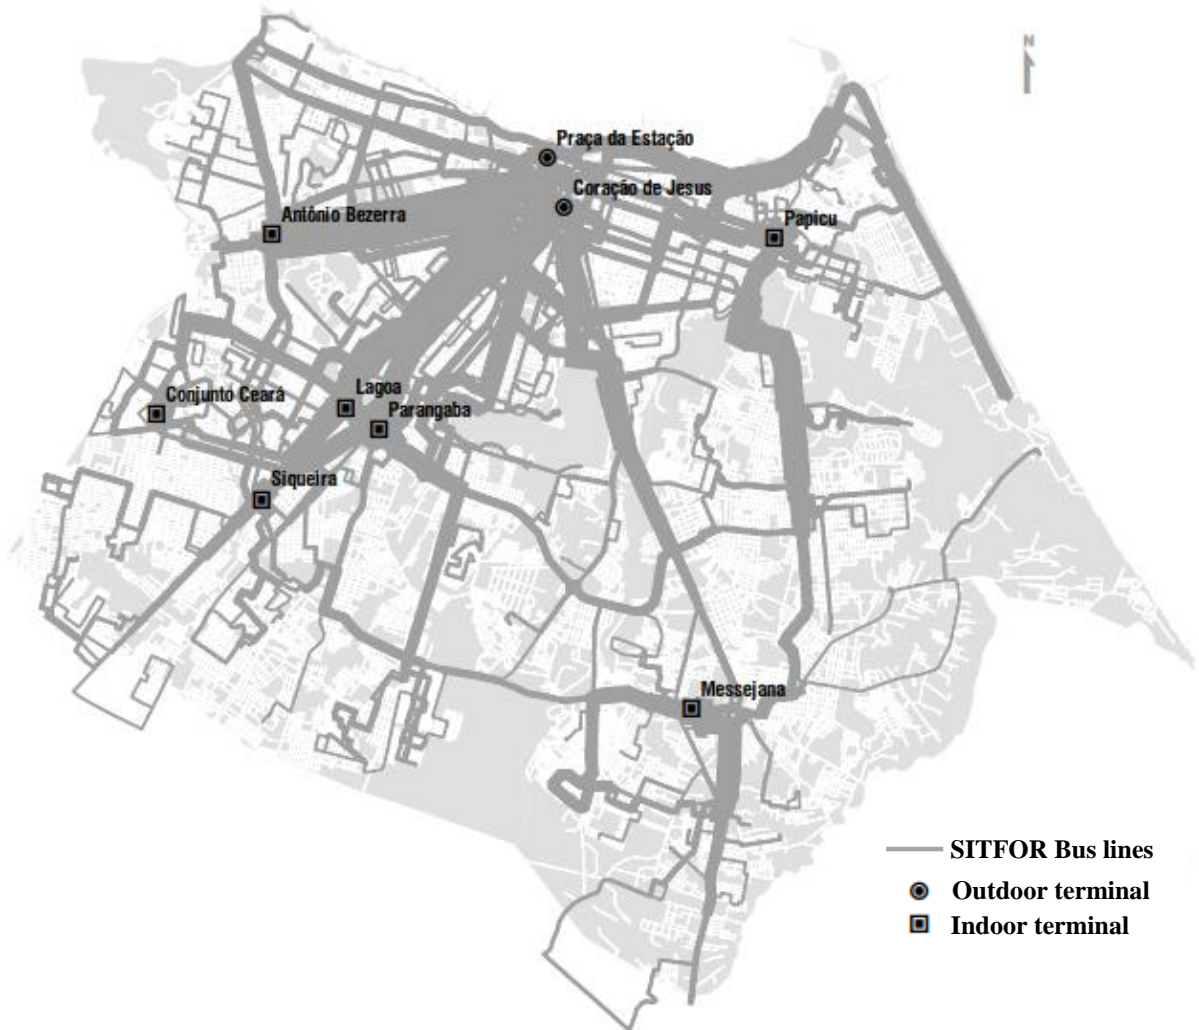 N
Praça da Estação
Coração de Jesus
Antônio Bezerra
Papicu
Lagoa
Conjunto Ceará
Parangaba
Siqueira
Messejana
SITFOR Bus lines
Outdoor terminal
Indoor terminal